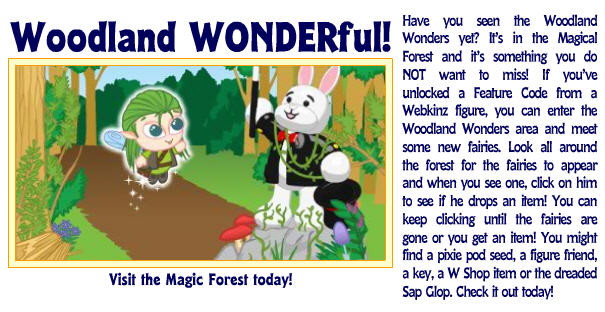 Woodland WONDERful!
Visit the Magic Forest today!
Have you seen the Woodland
Wonders yet? It's in the Magical
Forest and it's something you do
NOT want to miss! If you've
unlocked a Feature Code from a
Webkinz figure, you can enter the
Woodland Wonders area and meet
some new fairies. Look all around
the forest for the fairies to appear
and when you see one, click on him
to see if he drops an item! You can
keep clicking until the fairies are
gone or you get an item! You might
find a pixie pod seed, a figure friend,
a key, a W Shop item or the dreaded
Sap Glop. Check it out today!